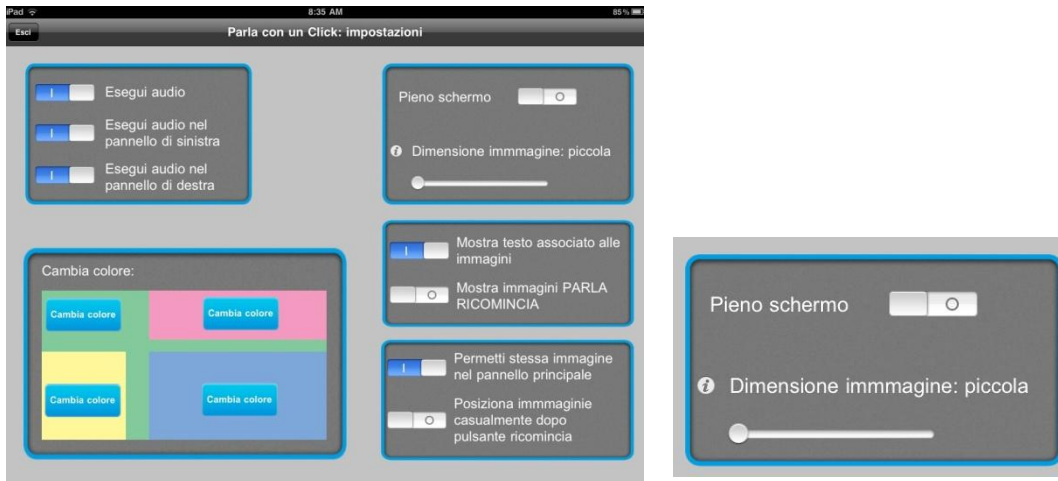 iPad 8:35 AM 85%
Esci Parla con un Click: impostazioni
Esegui audio
Esegui audio nel
pannello di sinistra
Esegui audio nel
pannello di destra
Pieno schermo
Dimensione immmagine: piccola
Mostra testo associato alle
immagini
Mostra immagini PARLA
RICOMINCIA
Cambia colore:
Cambia colore
Cambia colore
Cambia colore
Cambia colore
Permetti stessa immagine
nel pannello principale
Posiziona immmaginie
casualmente dopo
pulsante ricomincia
Pieno schermo
Dimensione immmagine: piccola